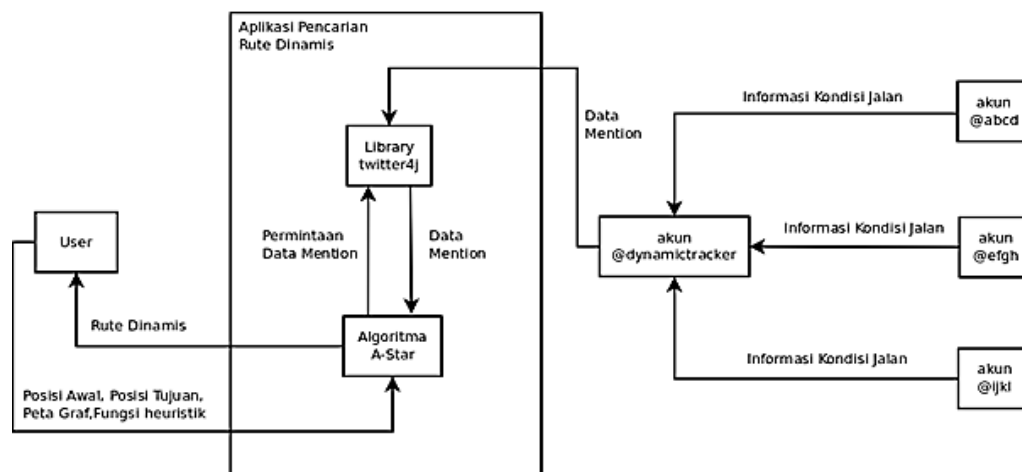 Aplikasi Pencarian
Rute Dinamis
Library
twitter4j
Data
Mention
Informasi Kondisi Jalan
akun
@abcd
User
Permintaan
Data Mention
Data
Mention
akun
@dynamictracker
Informasi Kondisi Jalan
akun
@efgh
Rute Dinamis
Algoritma
A-Star
Informasi Kondisi Jalan
akun
@ijkl
Posisi Awal, Posisi Tujuan,
Peta Graf,Fungsi heuristik